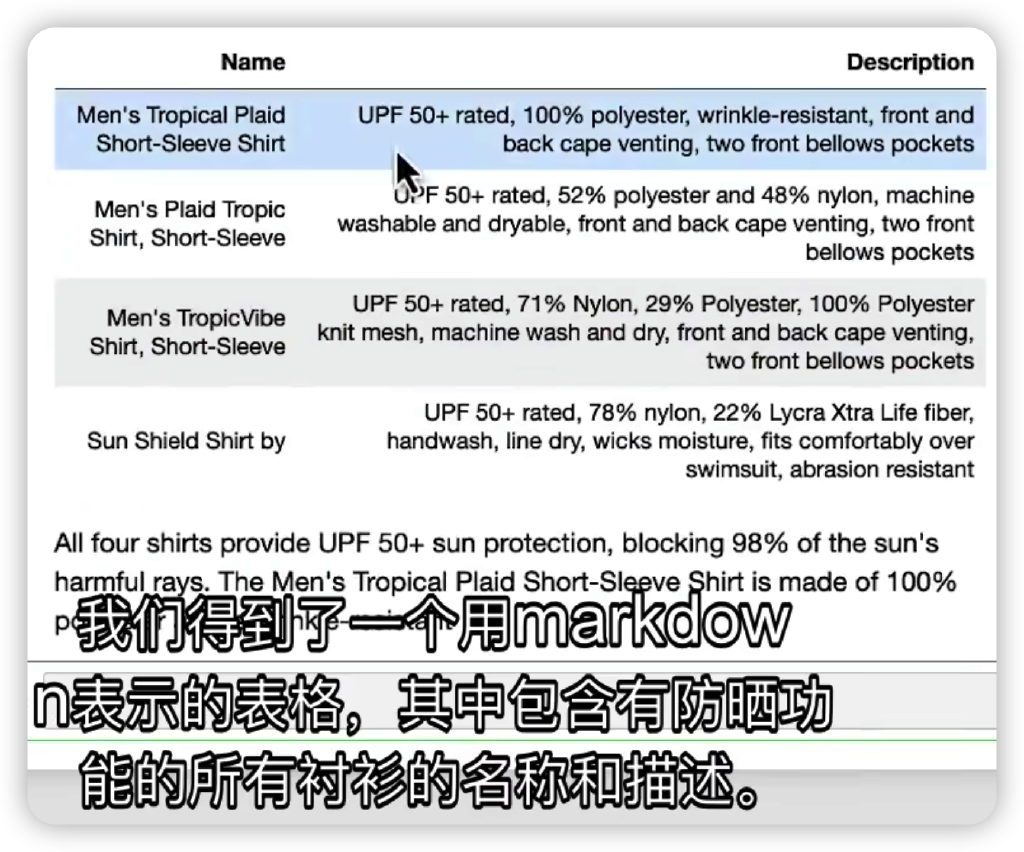 Name Description
Men's Tropical Plaid Short-Sleeve Shirt
UPF 50+ rated, 100% polyester, wrinkle-resistant, front and
back cape venting, two front bellows pockets
Men's Plaid Tropic
Shirt, Short-Sleeve
UPF 50+ rated, 52% polyester and 48% nylon, machine
washable and dryable, front and back cape venting, two front
bellows pockets
Men's TropicVibe
Shirt, Short-Sleeve
UPF 50+ rated, 71% Nylon, 29% Polyester, 100% Polyester
knit mesh, machine wash and dry, front and back cape venting,
two front bellows pockets
Sun Shield Shirt by
UPF 50+ rated, 78% nylon, 22% Lycra Xtra Life fiber,
handwash, line dry, wicks moisture, fits comfortably over
swimsuit, abrasion resistant
All four shirts provide UPF 50+ sun protection, blocking 98% of the sun's
harmful rays. The Men's Tropical Plaid Short-Sleeve Shirt is made of 100%
我们得到了一个用markdow
n表示的表格，其中包含有防晒功
能的所有衬衫的名称和描述。